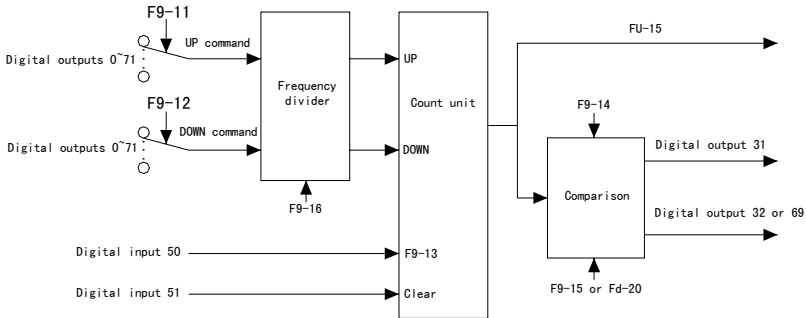 F9-11
UP command
Digital outputs 0~71
F9-12
DOWN command
Digital outputs 0~71
Frequency
divider
F9-16
UP
Count unit
DOWN
Digital input 50
F9-13
Digital input 51
Clear
FU-15
F9-14
Digital output 31
Comparison
Digital output 32 or 69
F9-15 or Fd-20